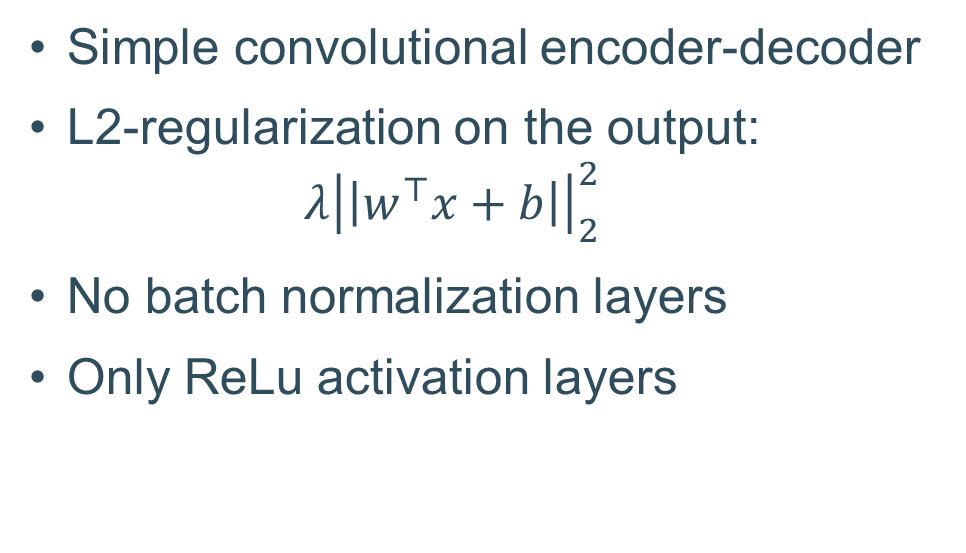 • Simple convolutional encoder-decoder
• L2-regularization on the output:
λ||w⊤x + b||₂²
• No batch normalization layers
• Only ReLu activation layers